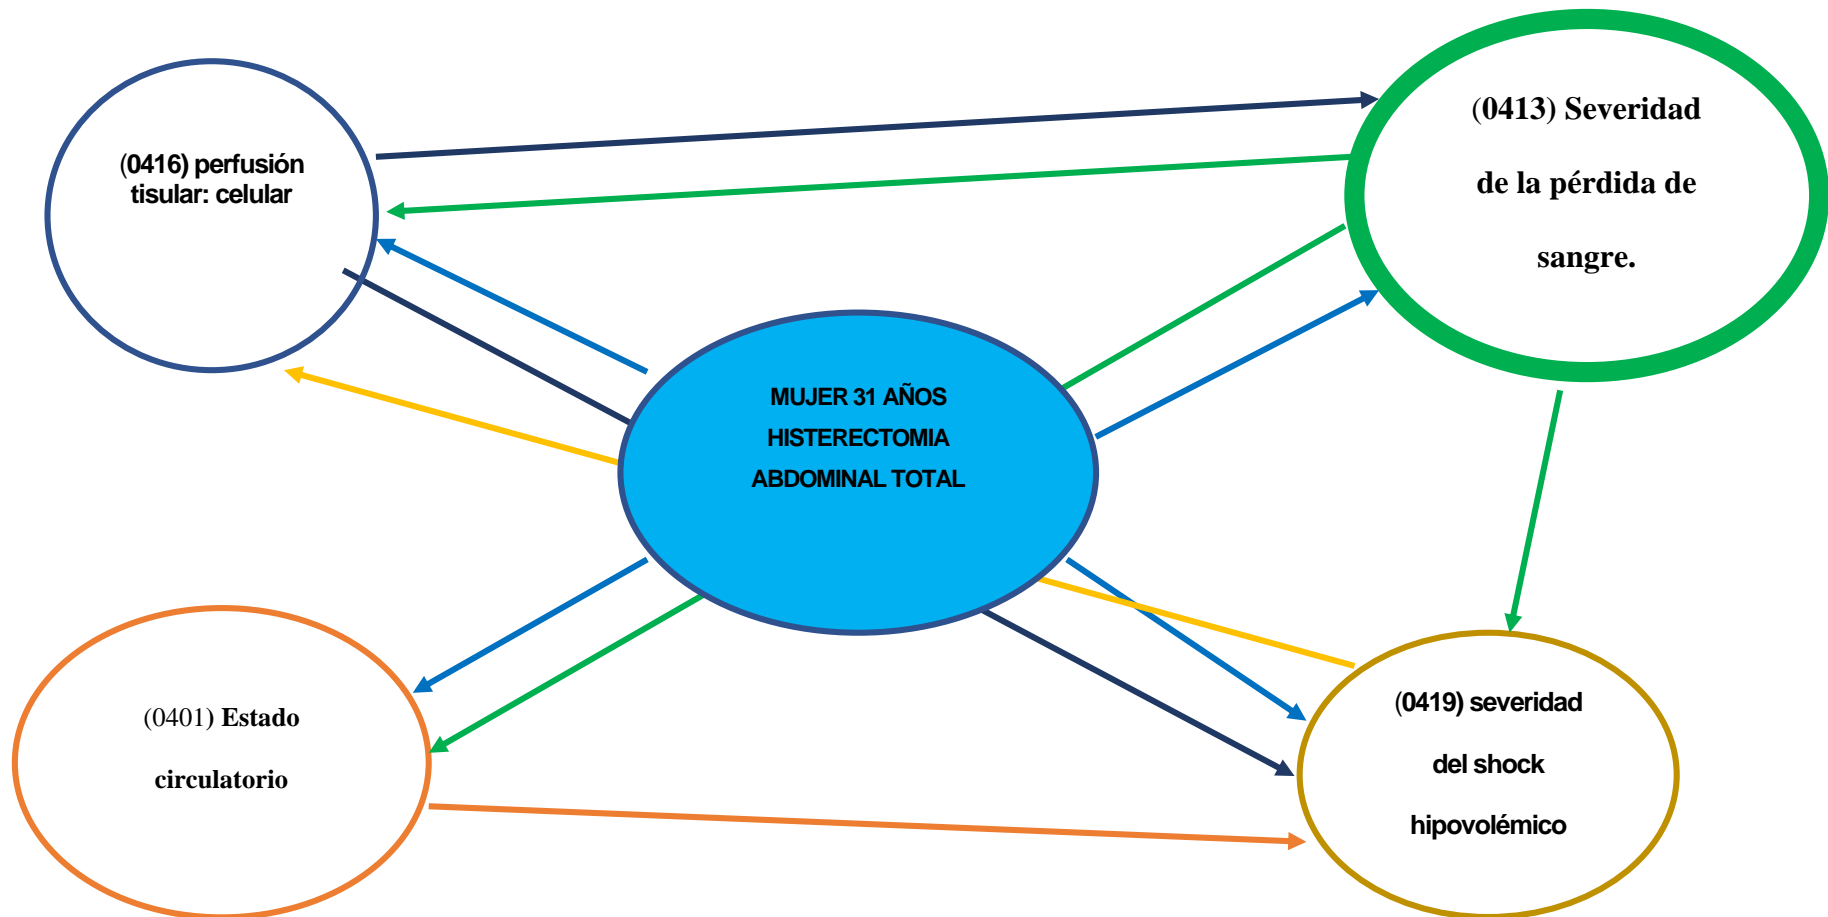 (0416) perfusión
tisular: celular
(0413) Severidad
de la pérdida de
sangre.
MUJER 31 AÑOS
HISTERECTOMIA
ABDOMINAL TOTAL
(0401) Estado
circulatorio
(0419) severidad
del shock
hipovolémico